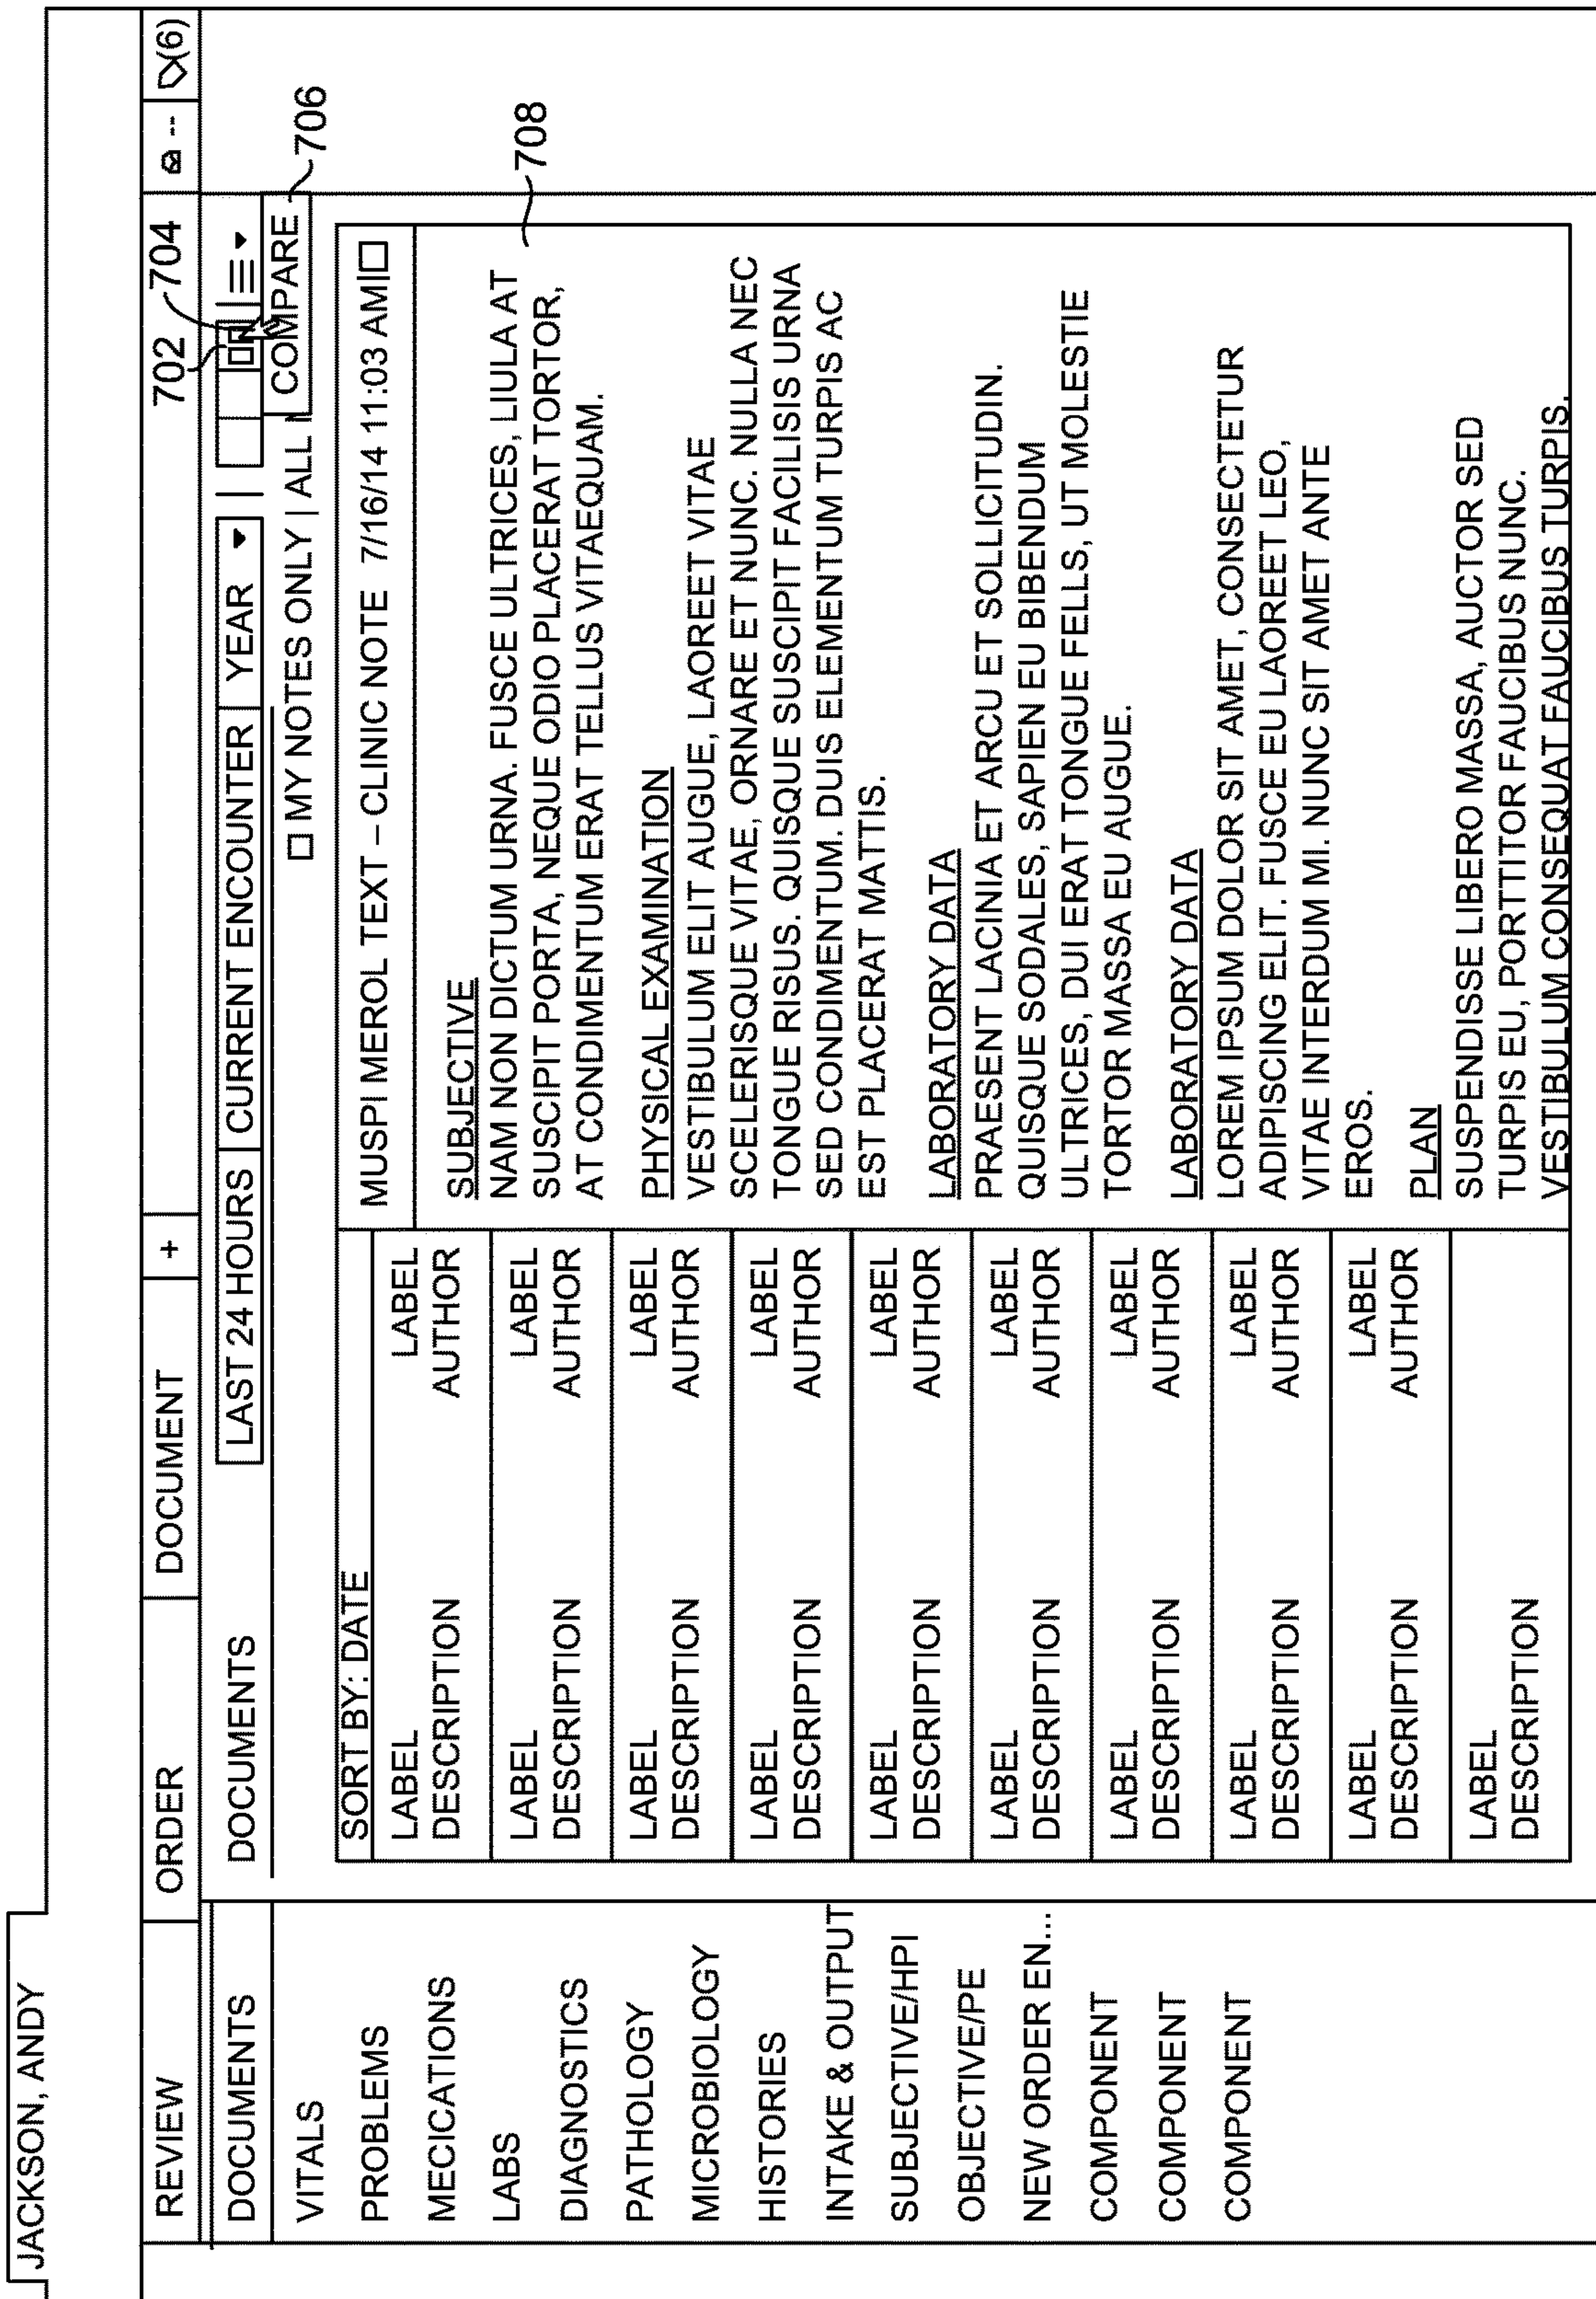 JACKSON, ANDY
REVIEW
ORDER
DOCUMENT
+
--
(6)
DOCUMENTS
VITALS
PROBLEMS
MECICATIONS
LABS
DIAGNOSTICS
PATHOLOGY
MICROBIOLOGY
HISTORIES
INTAKE & OUTPUT
SUBJECTIVE/HPI
OBJECTIVE/PE
NEW ORDER EN...
COMPONENT
COMPONENT
COMPONENT
DOCUMENTS
LAST 24 HOURS
CURRENT ENCOUNTER
YEAR
702
704
COMPARE
706
MY NOTES ONLY | ALL
SORT BY: DATE
LABEL LABEL
DESCRIPTION AUTHOR
LABEL LABEL
DESCRIPTION AUTHOR
LABEL LABEL
DESCRIPTION AUTHOR
LABEL LABEL
DESCRIPTION AUTHOR
LABEL LABEL
DESCRIPTION AUTHOR
LABEL LABEL
DESCRIPTION AUTHOR
LABEL LABEL
DESCRIPTION AUTHOR
LABEL LABEL
DESCRIPTION AUTHOR
LABEL LABEL
DESCRIPTION AUTHOR
LABEL
DESCRIPTION
MUSPI MEROL TEXT – CLINIC NOTE 7/16/14 11:03 AM
708
SUBJECTIVE
NAM NON DICTUM URNA. FUSCE ULTRICES, LIULA AT
SUSCIPIT PORTA, NEQUE ODIO PLACERAT TORTOR,
AT CONDIMENTUM ERAT TELLUS VITAEQUAM.
PHYSICAL EXAMINATION
VESTIBULUM ELIT AUGUE, LAOREET VITAE
SCELERISQUE VITAE, ORNARE ET NUNC. NULLA NEC
TONGUE RISUS. QUISQUE SUSCIPIT FACILISIS URNA
SED CONDIMENTUM. DUIS ELEMENTUM TURPIS AC
EST PLACERAT MATTIS.
LABORATORY DATA
PRAESENT LACINIA ET ARCU ET SOLLICITUDIN.
QUISQUE SODALES, SAPIEN EU BIBENDUM
ULTRICES, DUI ERAT TONGUE FELLS, UT MOLESTIE
TORTOR MASSA EU AUGUE.
LABORATORY DATA
LOREM IPSUM DOLOR SIT AMET, CONSECTETUR
ADIPISCING ELIT. FUSCE EU LAOREET LEO,
VITAE INTERDUM MI. NUNC SIT AMET ANTE
EROS.
PLAN
SUSPENDISSE LIBERO MASSA, AUCTOR SED
TURPIS EU, PORTTITOR FAUCIBUS NUNC.
VESTIBULUM CONSEQUAT FAUCIBUS TURPIS.